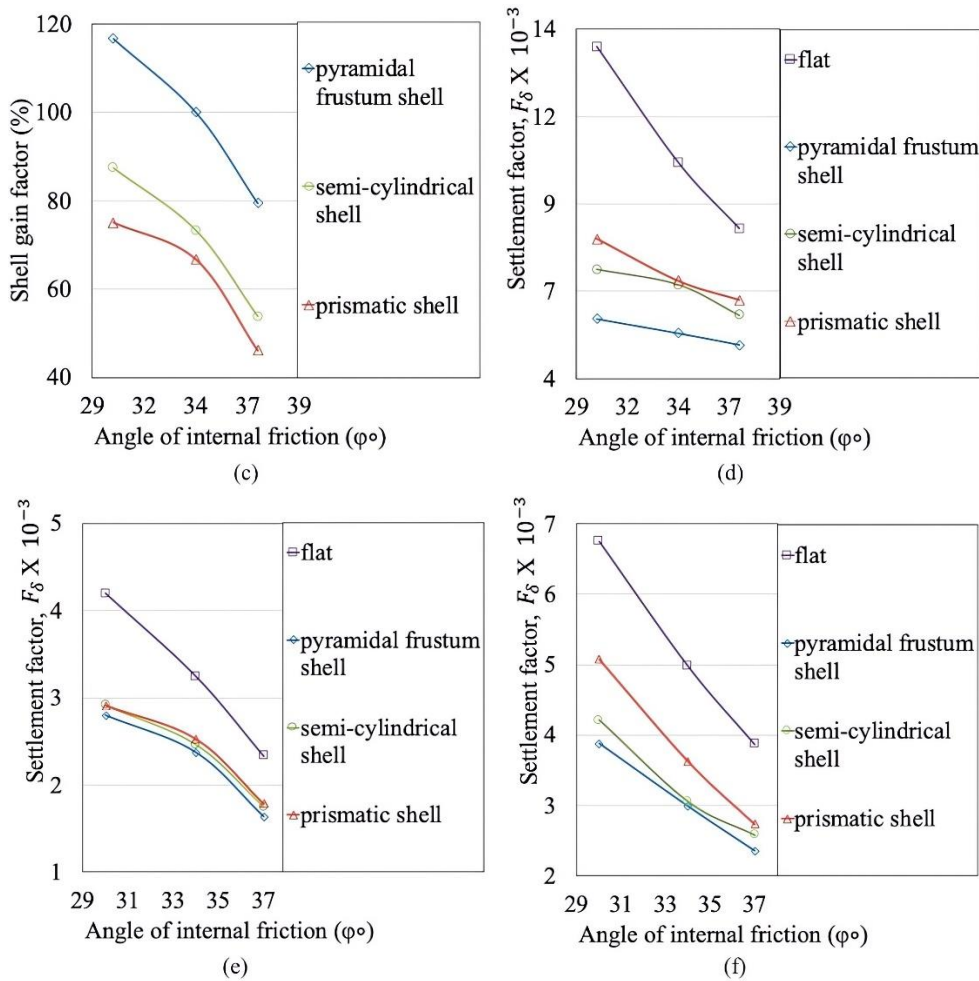 Shell gain factor (%)
120
100
80
60
40
29 32 34 37 39
Angle of internal friction (φ∘)
pyramidal
frustum shell
semi-cylindrical
shell
prismatic shell
(c)
Settlement factor, F_δ X 10⁻³
14
12
9
7
4
29 32 34 37 39
Angle of internal friction (φ∘)
flat
pyramidal frustum
shell
semi-cylindrical
shell
prismatic shell
(d)
Settlement factor, F_δ X 10⁻³
5
4
3
2
1
29 31 33 35 37
Angle of internal friction (φ∘)
flat
pyramidal frustum
shell
semi-cylindrical
shell
prismatic shell
(e)
Settlement factor, F_δ X 10⁻³
7
6
5
4
3
2
29 31 33 35 37
Angle of internal friction (φ∘)
flat
pyramidal frustum
shell
semi-cylindrical
shell
prismatic shell
(f)